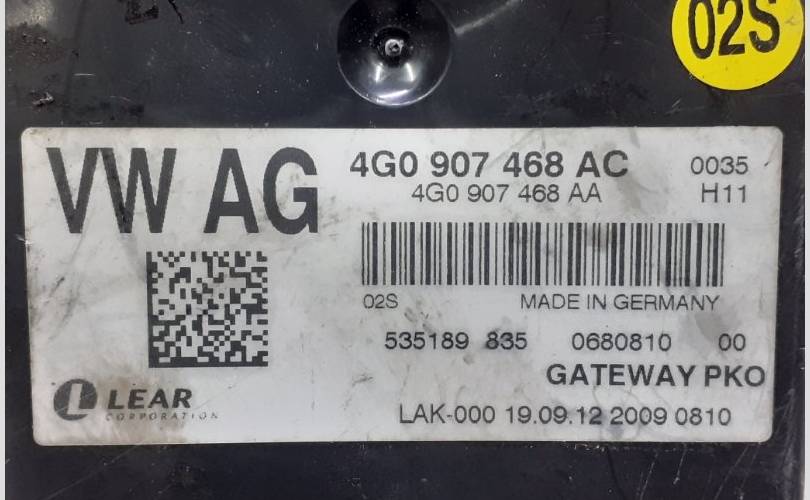 02S
VW AG
4G0 907 468 AC 0035
4G0 907 468 AA H11
02S MADE IN GERMANY
535189 835 0680810 00
GATEWAY PKO
LEAR
CORPORATION
LAK-000 19.09.12 2009 0810